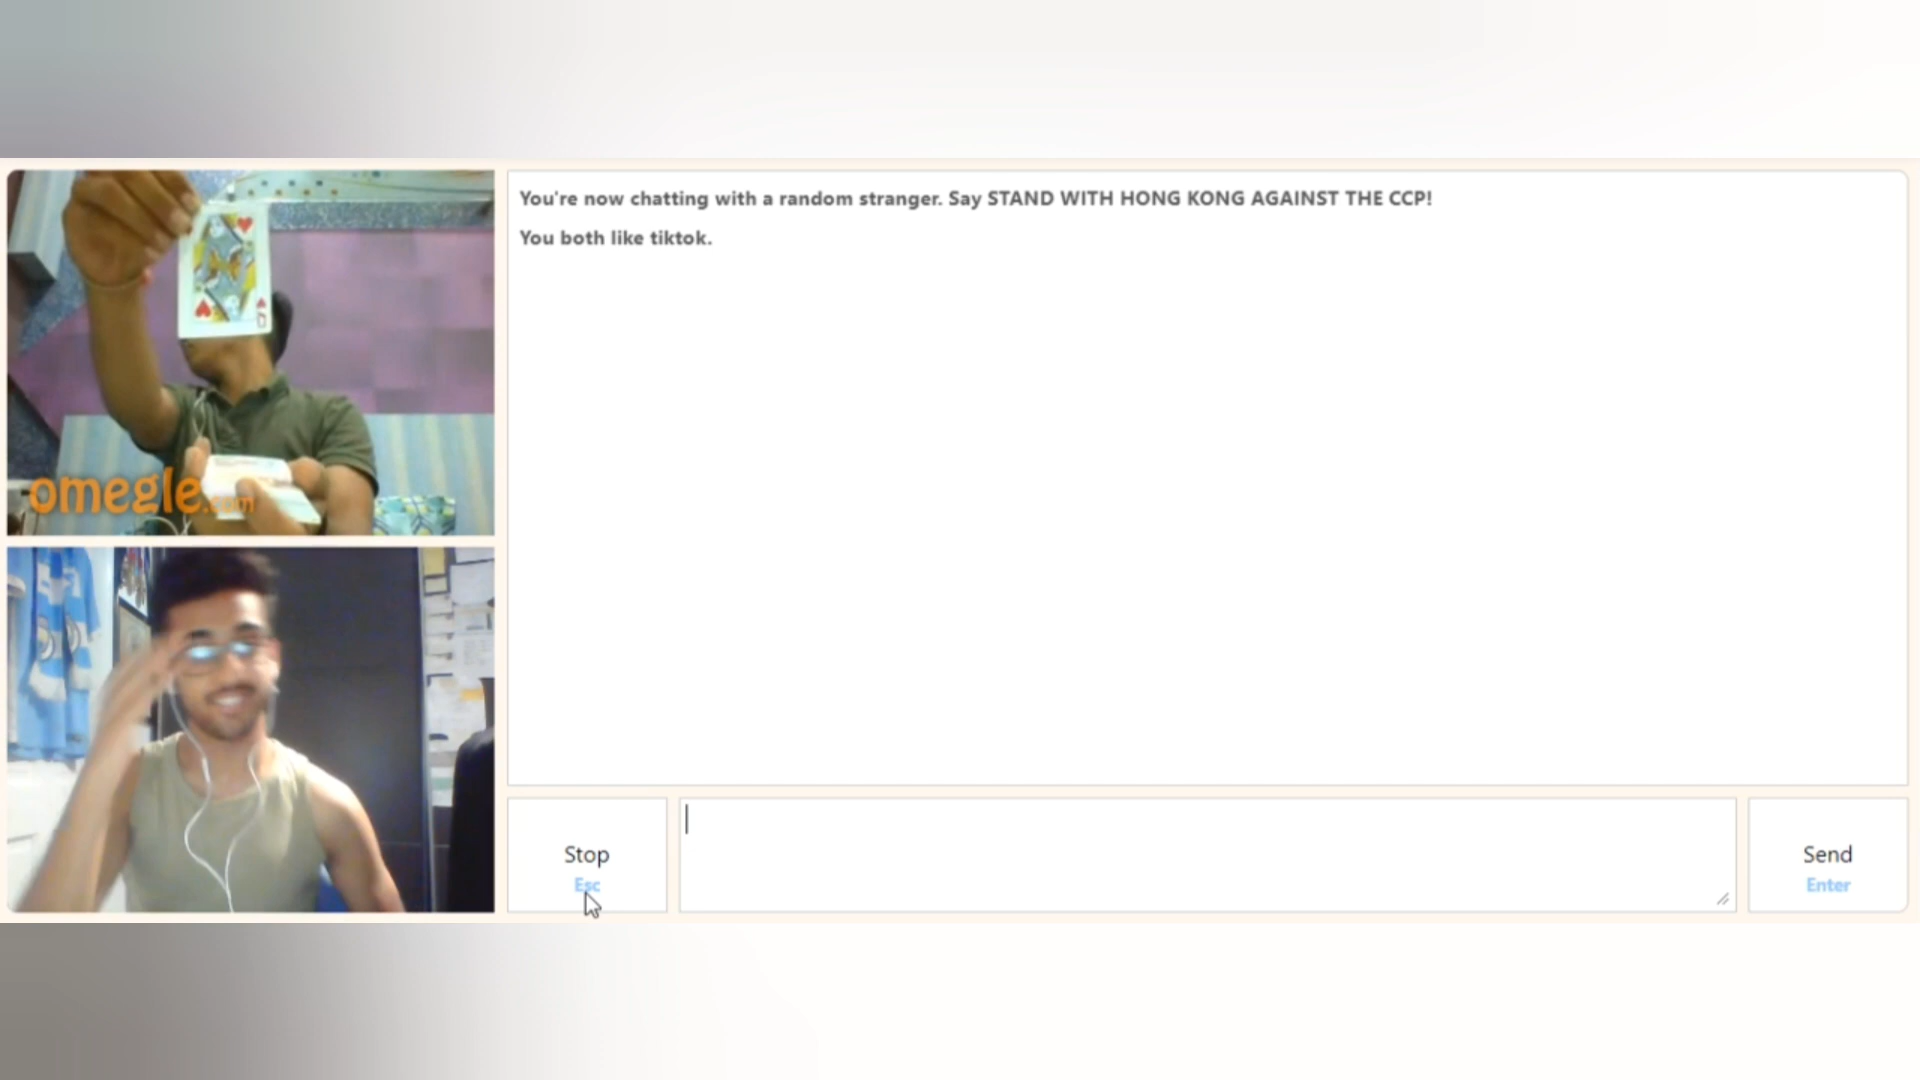 You're now chatting with a random stranger. Say STAND WITH HONG KONG AGAINST THE CCP!
You both like tiktok.
omegle.com
Stop
Esc
Send
Enter